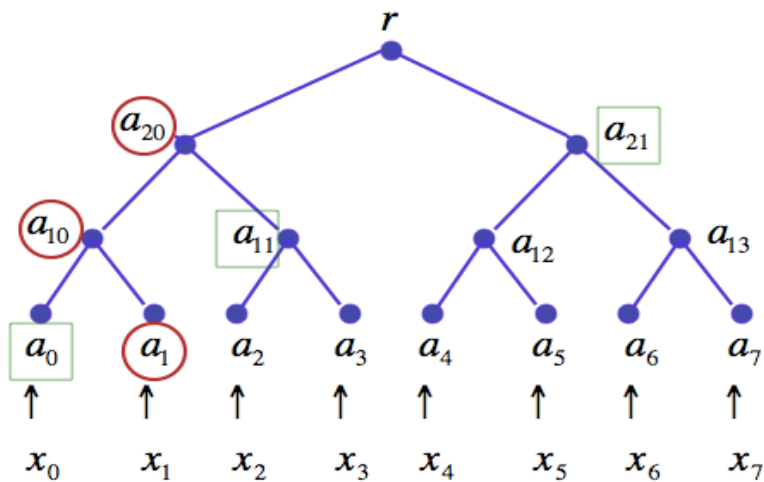 r
a₂₀ a₂₁
a₁₀ a₁₁ a₁₂ a₁₃
a₀ a₁ a₂ a₃ a₄ a₅ a₆ a₇
x₀ x₁ x₂ x₃ x₄ x₅ x₆ x₇